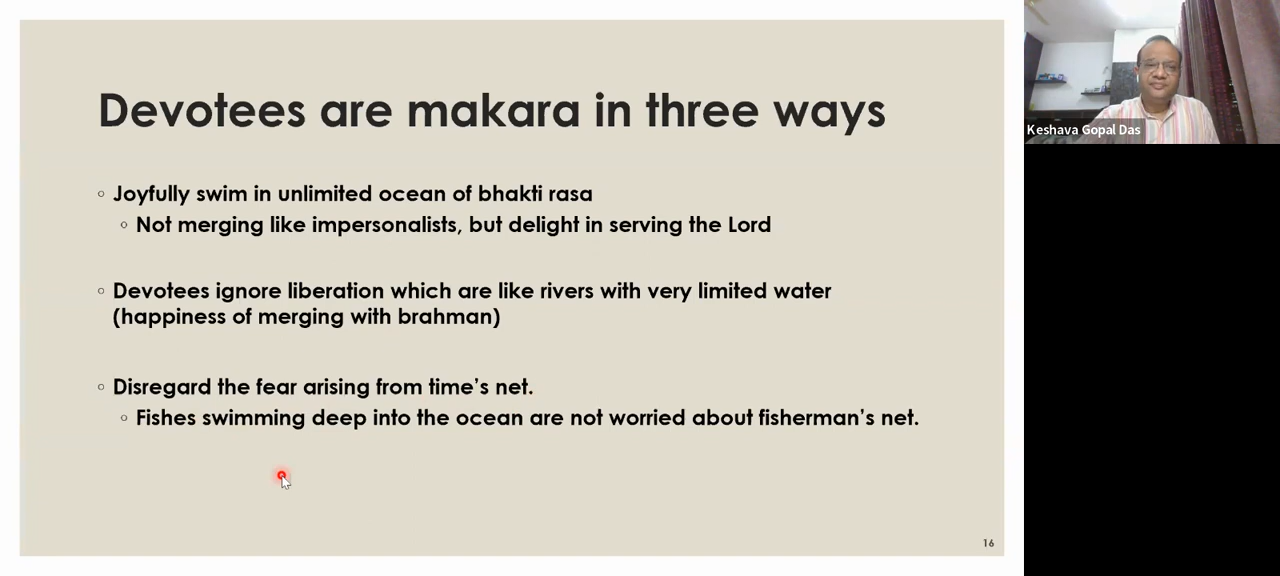 Devotees are makara in three ways
Joyfully swim in unlimited ocean of bhakti rasa
Not merging like impersonalists, but delight in serving the Lord
Devotees ignore liberation which are like rivers with very limited water
(happiness of merging with brahman)
Disregard the fear arising from time’s net.
Fishes swimming deep into the ocean are not worried about fisherman’s net.
16
Keshava Gopal Das